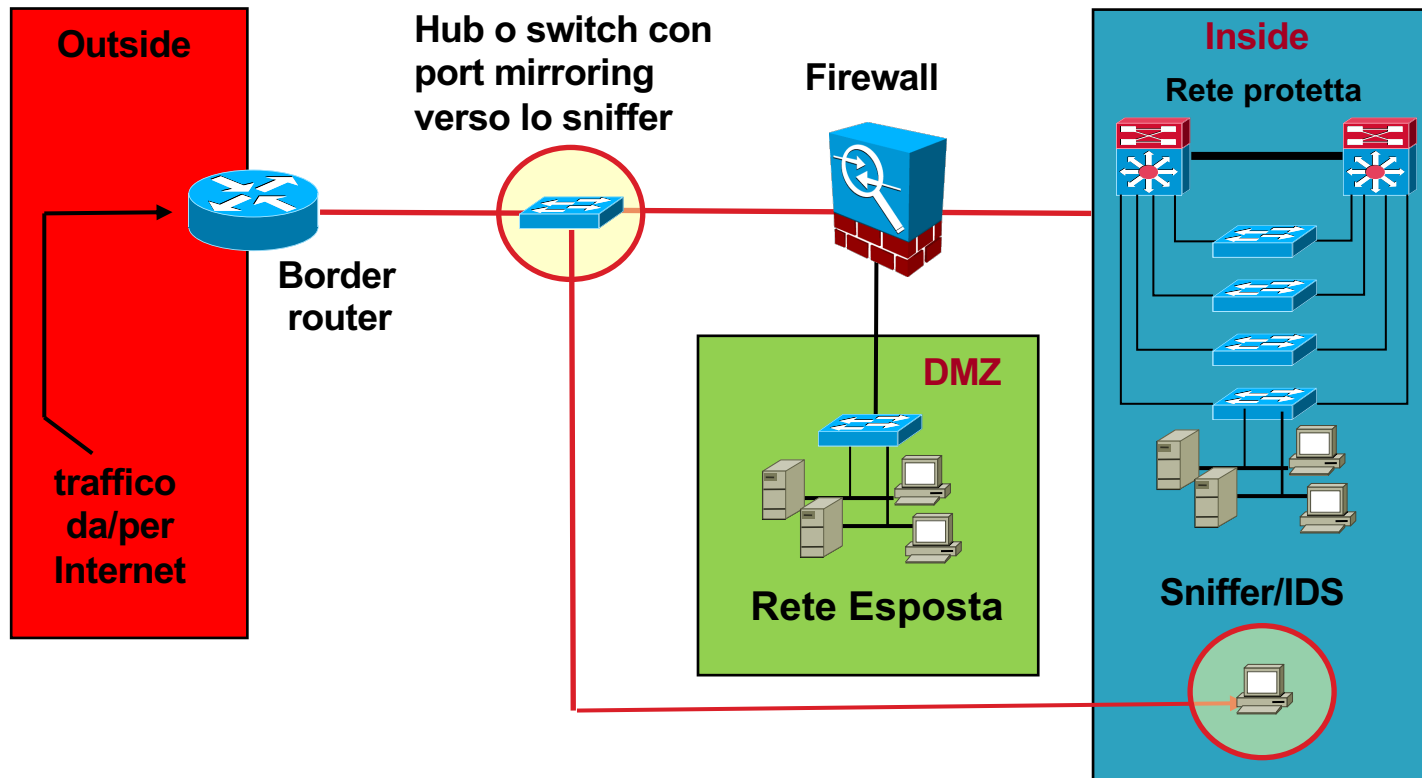 Outside
Hub o switch con
port mirroring
verso lo sniffer
Firewall
Inside
Rete protetta
Border
router
DMZ
traffico
da/per
Internet
Rete Esposta
Sniffer/IDS